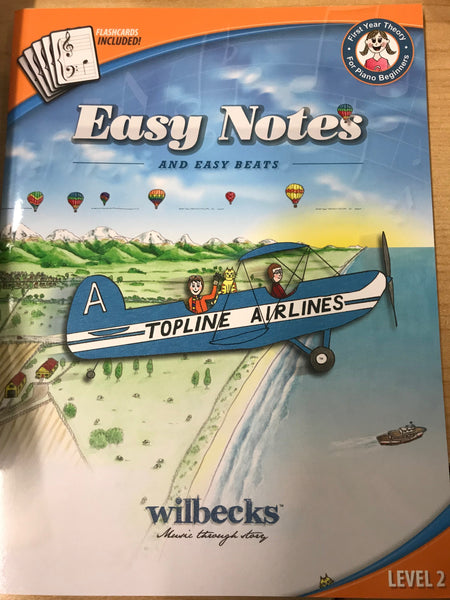 FLASHCARDS
INCLUDED!
First Year Theory
For Piano Beginners
Easy Notes
AND EASY BEATS
A
TOPLINE AIRLINES
wilbecks™
Music through story
LEVEL 2